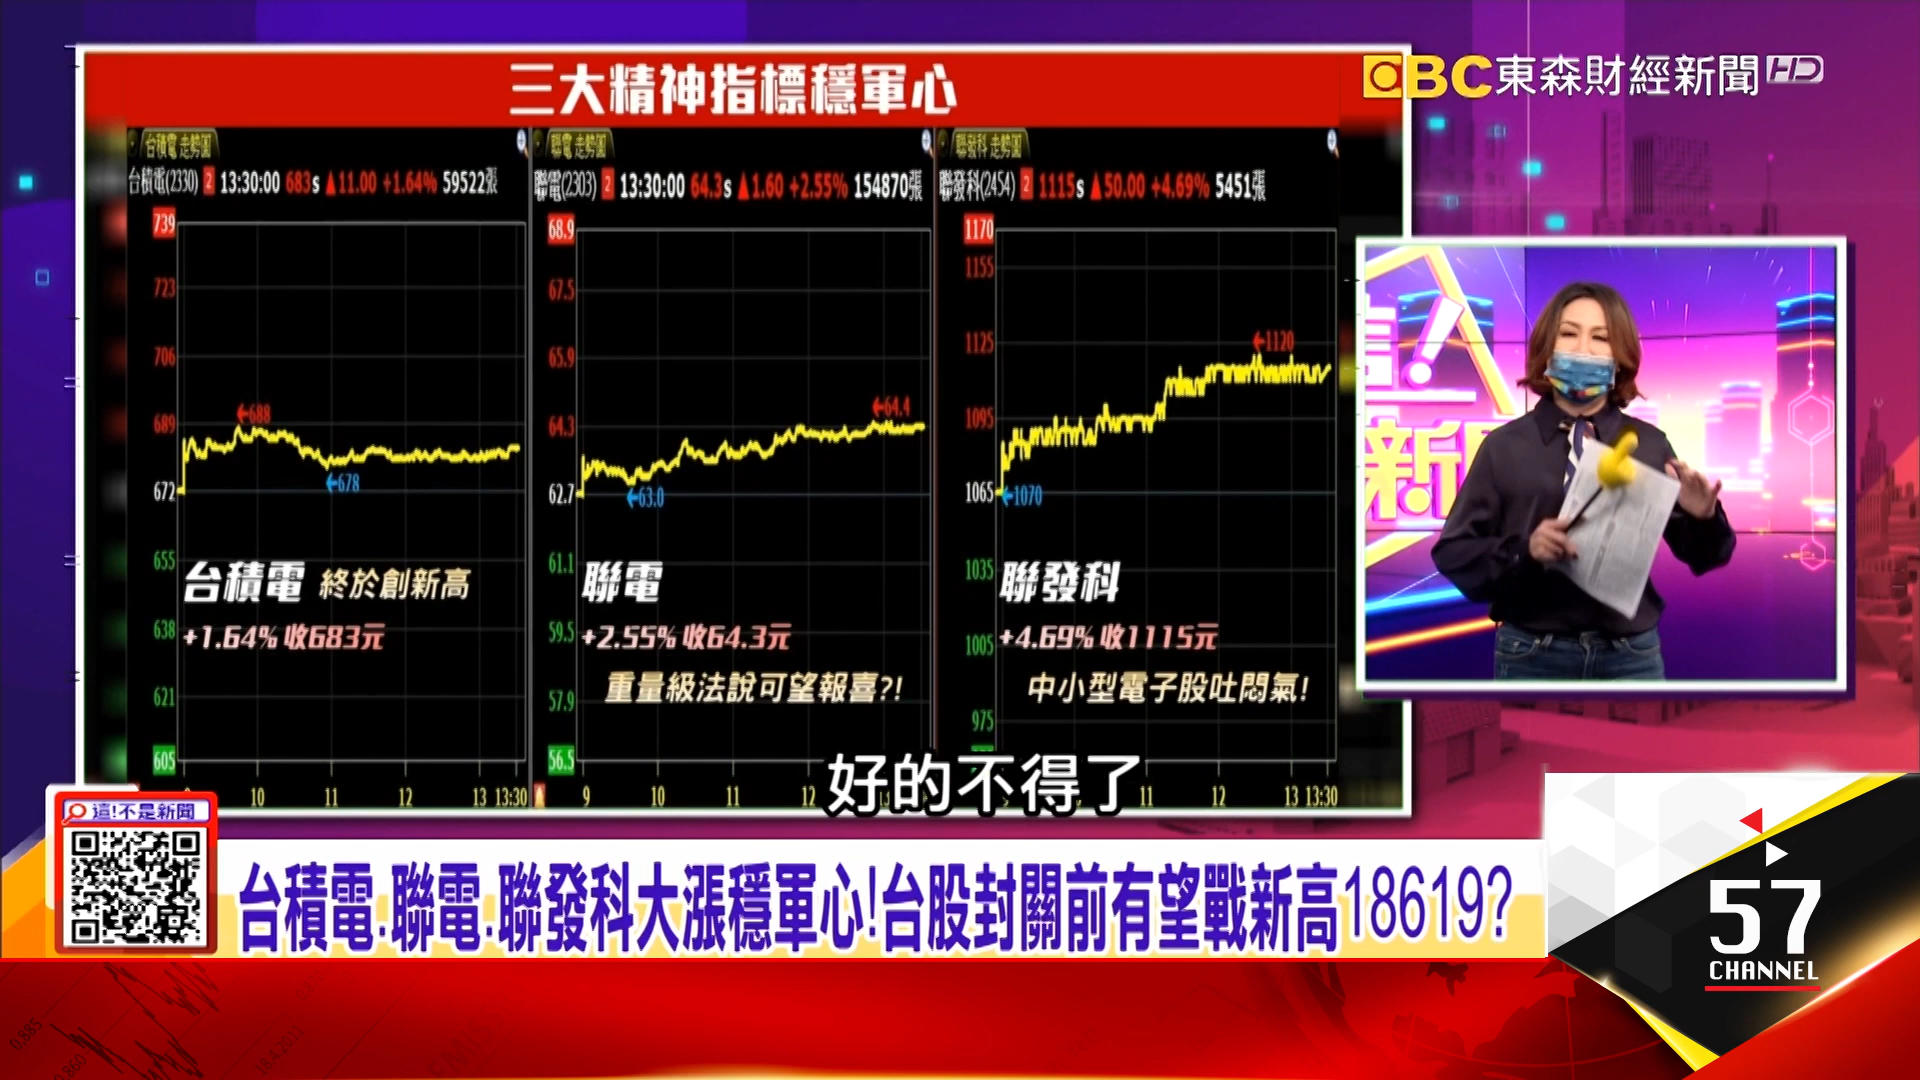 三大精神指標穩軍心
EBC東森財經新聞HD
台積電 走勢圖
台積電(2330) 2 13:30:00 683s ▲11.00 +1.64% 59522張
739
723
706
689
672
655
638
621
605
←688
←678
10 11 12 13 13:30
台積電 終於創新高
+1.64% 收683元
聯電 走勢圖
聯電(2303) 2 13:30:00 64.3s ▲1.60 +2.55% 154870張
68.9
67.5
65.9
64.3
62.7
61.1
59.5
57.9
56.5
←64.4
←63.0
9 10 11 12
聯電
+2.55% 收64.3元
重量級法說可望報喜?!
聯發科 走勢圖
聯發科(2454) 2 1115s ▲50.00 +4.69% 5451張
1170
1155
1125
1095
1065
1035
1005
975
←1120
←1070
11 12 13 13:30
聯發科
+4.69% 收1115元
中小型電子股吐悶氣!
這!
新
好的不得了
這!不是新聞
台積電.聯電.聯發科大漲穩軍心!台股封關前有望戰新高18619?
57
CHANNEL